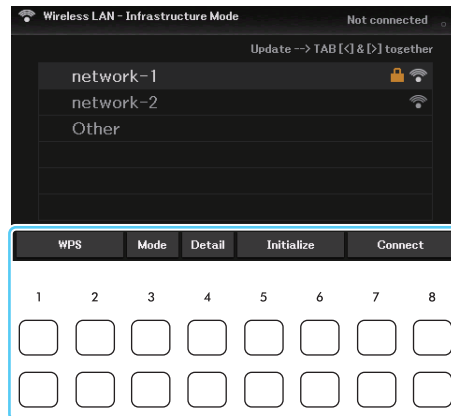 Wireless LAN - Infrastructure Mode Not connected
Update --> TAB [<] & [>] together
network-1
network-2
Other
WPS Mode Detail Initialize Connect
1 2 3 4 5 6 7 8